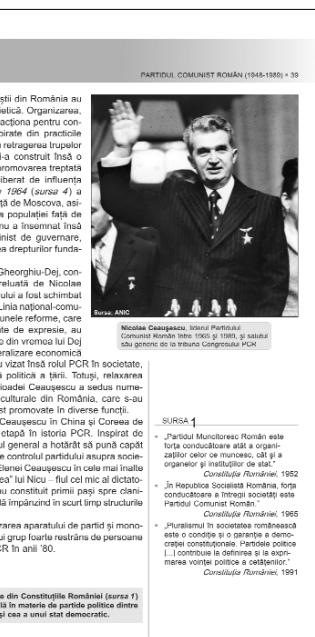 PARTIDUL COMUNIST ROMÂN (1948-1989) » 39
știi din România au
ietică. Organizarea,
acționa pentru con-
pirate din practicile
retragerea trupelor
i-a construit însă o
promovarea treptată
liberat de influența
1964 (sursa 4) a
ță de Moscova, asi-
a populației față de
nu a însemnat însă
inist de guvernare,
ea drepturilor funda-
Gheorghiu-Dej, con-
reluată de Nicolae
ului a fost schimbat
Linia național-comu-
unele reforme, care
te de expresie, au
e din vremea lui Dej
eralizare economică
u vizat însă rolul PCR în societate,
ă politică a țării. Totuși, relaxarea
ioadei Ceaușescu a sedus nume-
culturale din România, care s-au
st promovate în diverse funcții.
Ceaușescu în China și Coreea de
etapă în istoria PCR. Inspirat de
ul general a hotărât să pună capăt
e controlul partidului asupra socie-
Elenei Ceaușescu în cele mai înalte
ea” lui Nicu – fiul cel mic al dictato-
au constituit primii pași spre clani-
lă împânzind în scurt timp structurile
zarea aparatului de partid și mono-
ui grup foarte restrâns de persoane
CR în anii '80.
e din Constituțiile României (sursa 1)
lă în materie de partide politice dintre
și cea a unui stat democratic.
Sursa: ANIC
Nicolae Ceaușescu, liderul Partidului
Comunist Român între 1965 și 1989, și salutul
său generic de la tribuna Congresului PCR
SURSA 1
„Partidul Muncitoresc Român este
forța conducătoare atât a organi-
zațiilor celor ce muncesc, cât și a
organelor și instituțiilor de stat.”
Constituția României, 1952
„În Republica Socialistă România, forța
conducătoare a întregii societăți este
Partidul Comunist Român.”
Constituția României, 1965
„Pluralismul în societatea românească
este o condiție și o garanție a demo-
crației constituționale. Partidele politice
[...] contribuie la definirea și la expri-
marea voinței politice a cetățenilor.”
Constituția României, 1991